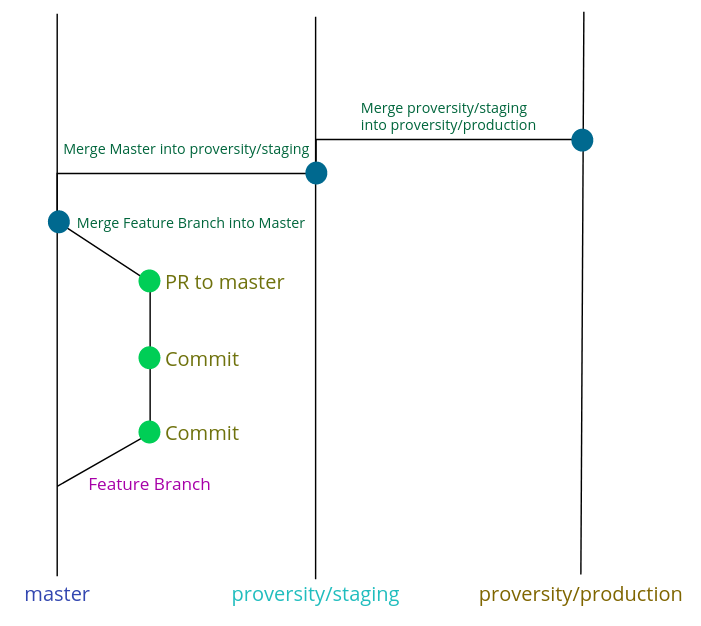 Merge proversity/staging
into proversity/production
Merge Master into proversity/staging
Merge Feature Branch into Master
PR to master
Commit
Commit
Feature Branch
master
proversity/staging
proversity/production